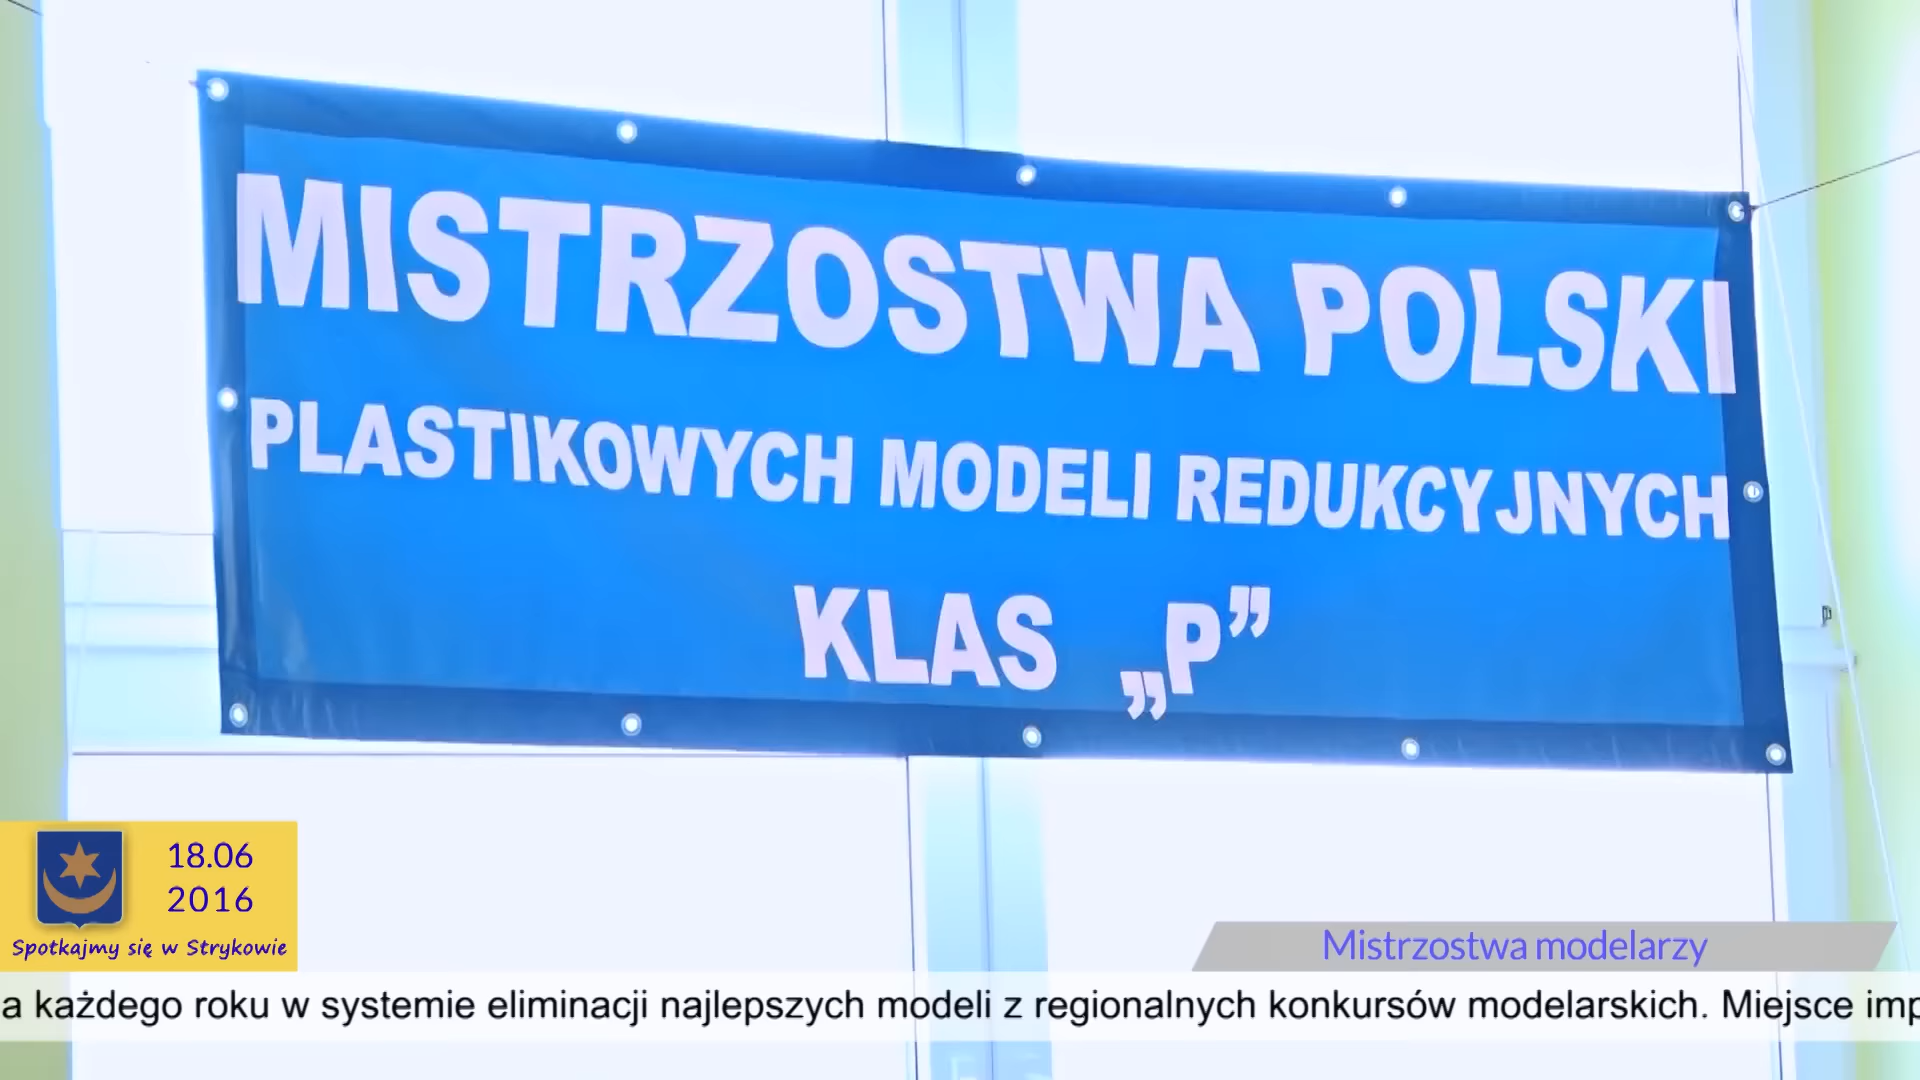 MISTRZOSTWA POLSKI
PLASTIKOWYCH MODELI REDUKCYJNYCH
KLAS „P”
18.06
2016
Spotkajmy się w Strykowie
Mistrzostwa modelarzy
a każdego roku w systemie eliminacji najlepszych modeli z regionalnych konkursów modelarskich. Miejsce imp